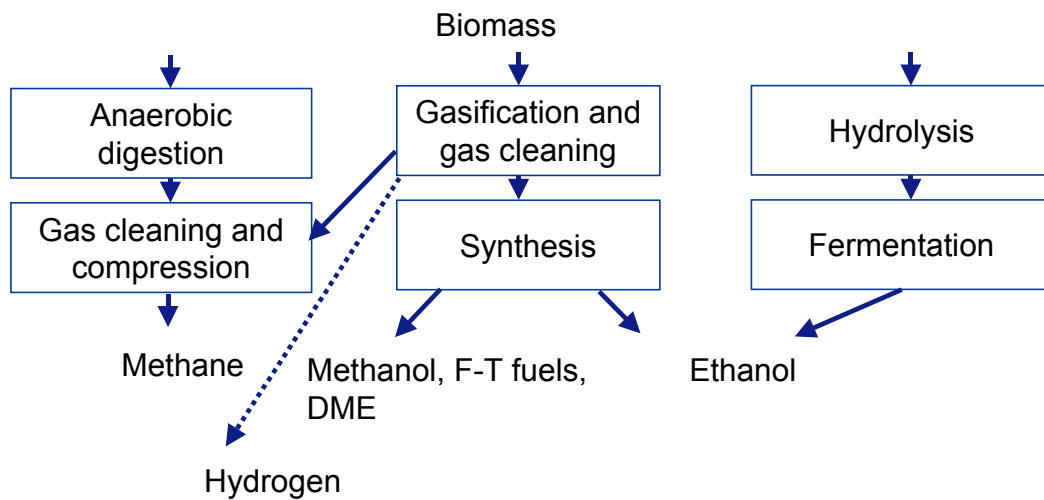 Biomass
Anaerobic
digestion
Gasification and
gas cleaning
Hydrolysis
Gas cleaning and
compression
Synthesis
Fermentation
Methane
Methanol, F-T fuels,
DME
Ethanol
Hydrogen